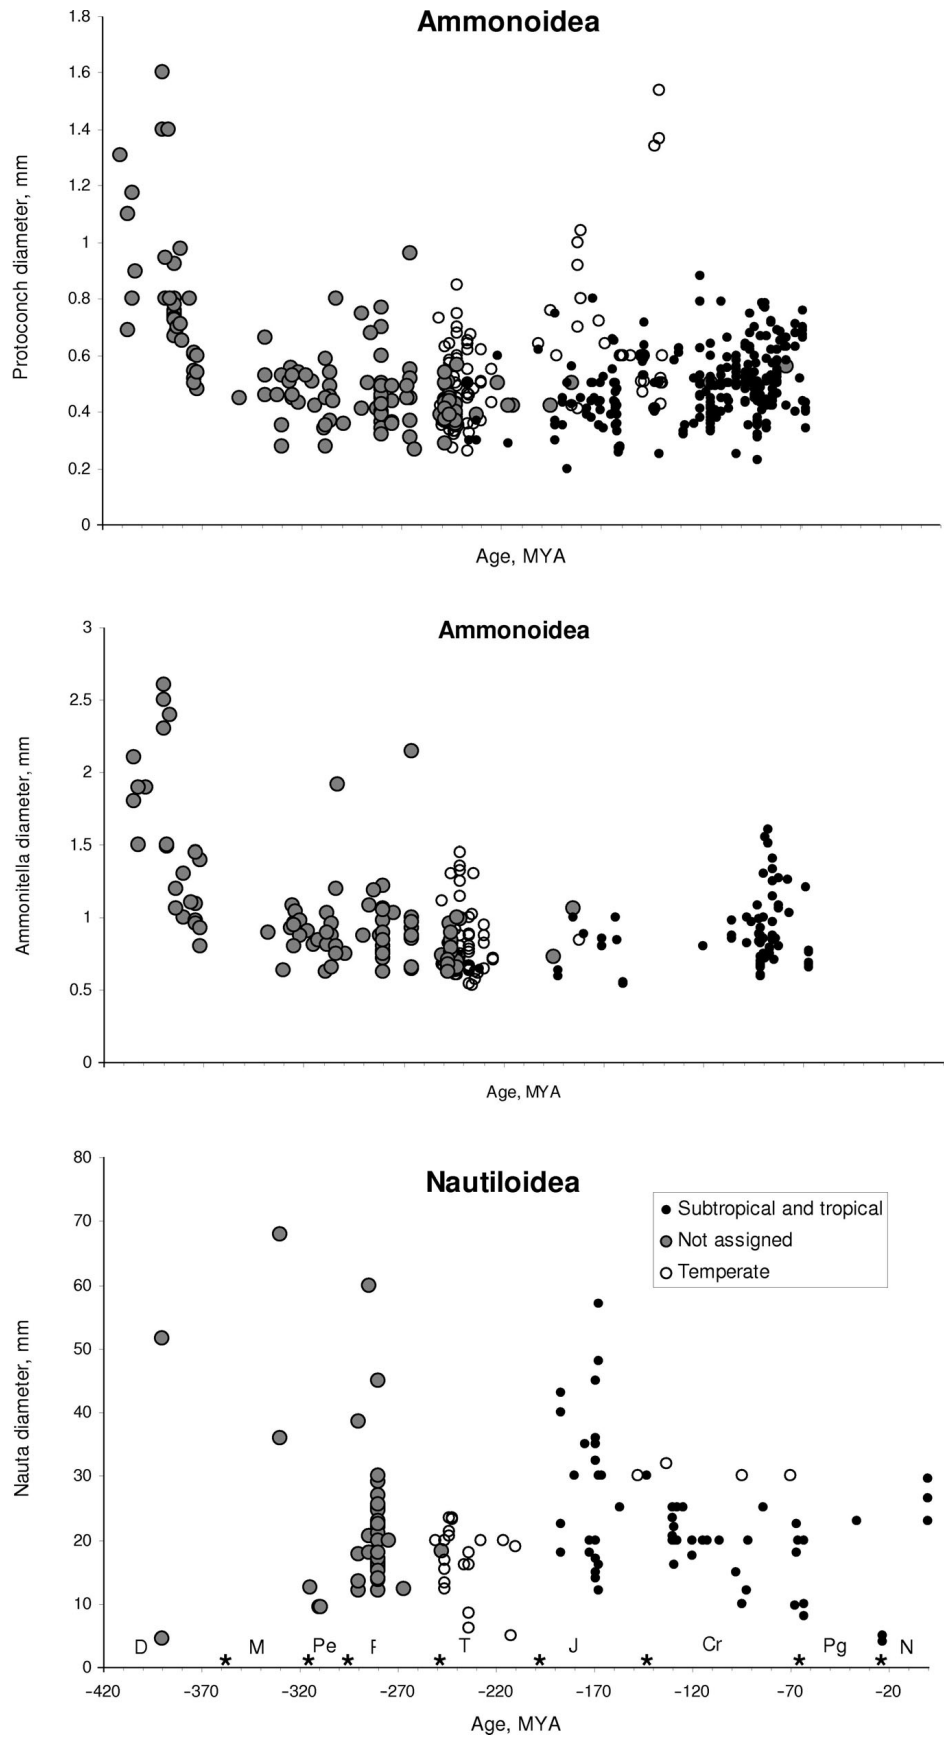 Ammonoidea
1.8
1.6
1.4
1.2
1
0.8
0.6
0.4
0.2
0
Protoconch diameter, mm
Age, MYA
Ammonoidea
3
2.5
2
1.5
1
0.5
0
Ammonitella diameter, mm
Age, MYA
Nautiloidea
80
70
60
50
40
30
20
10
0
Nauta diameter, mm
Subtropical and tropical
Not assigned
Temperate
D M Pe T J Cr Pg N
* * * * * * * *
-420 -370 -320 -270 -220 -170 -120 -70 -20
Age, MYA